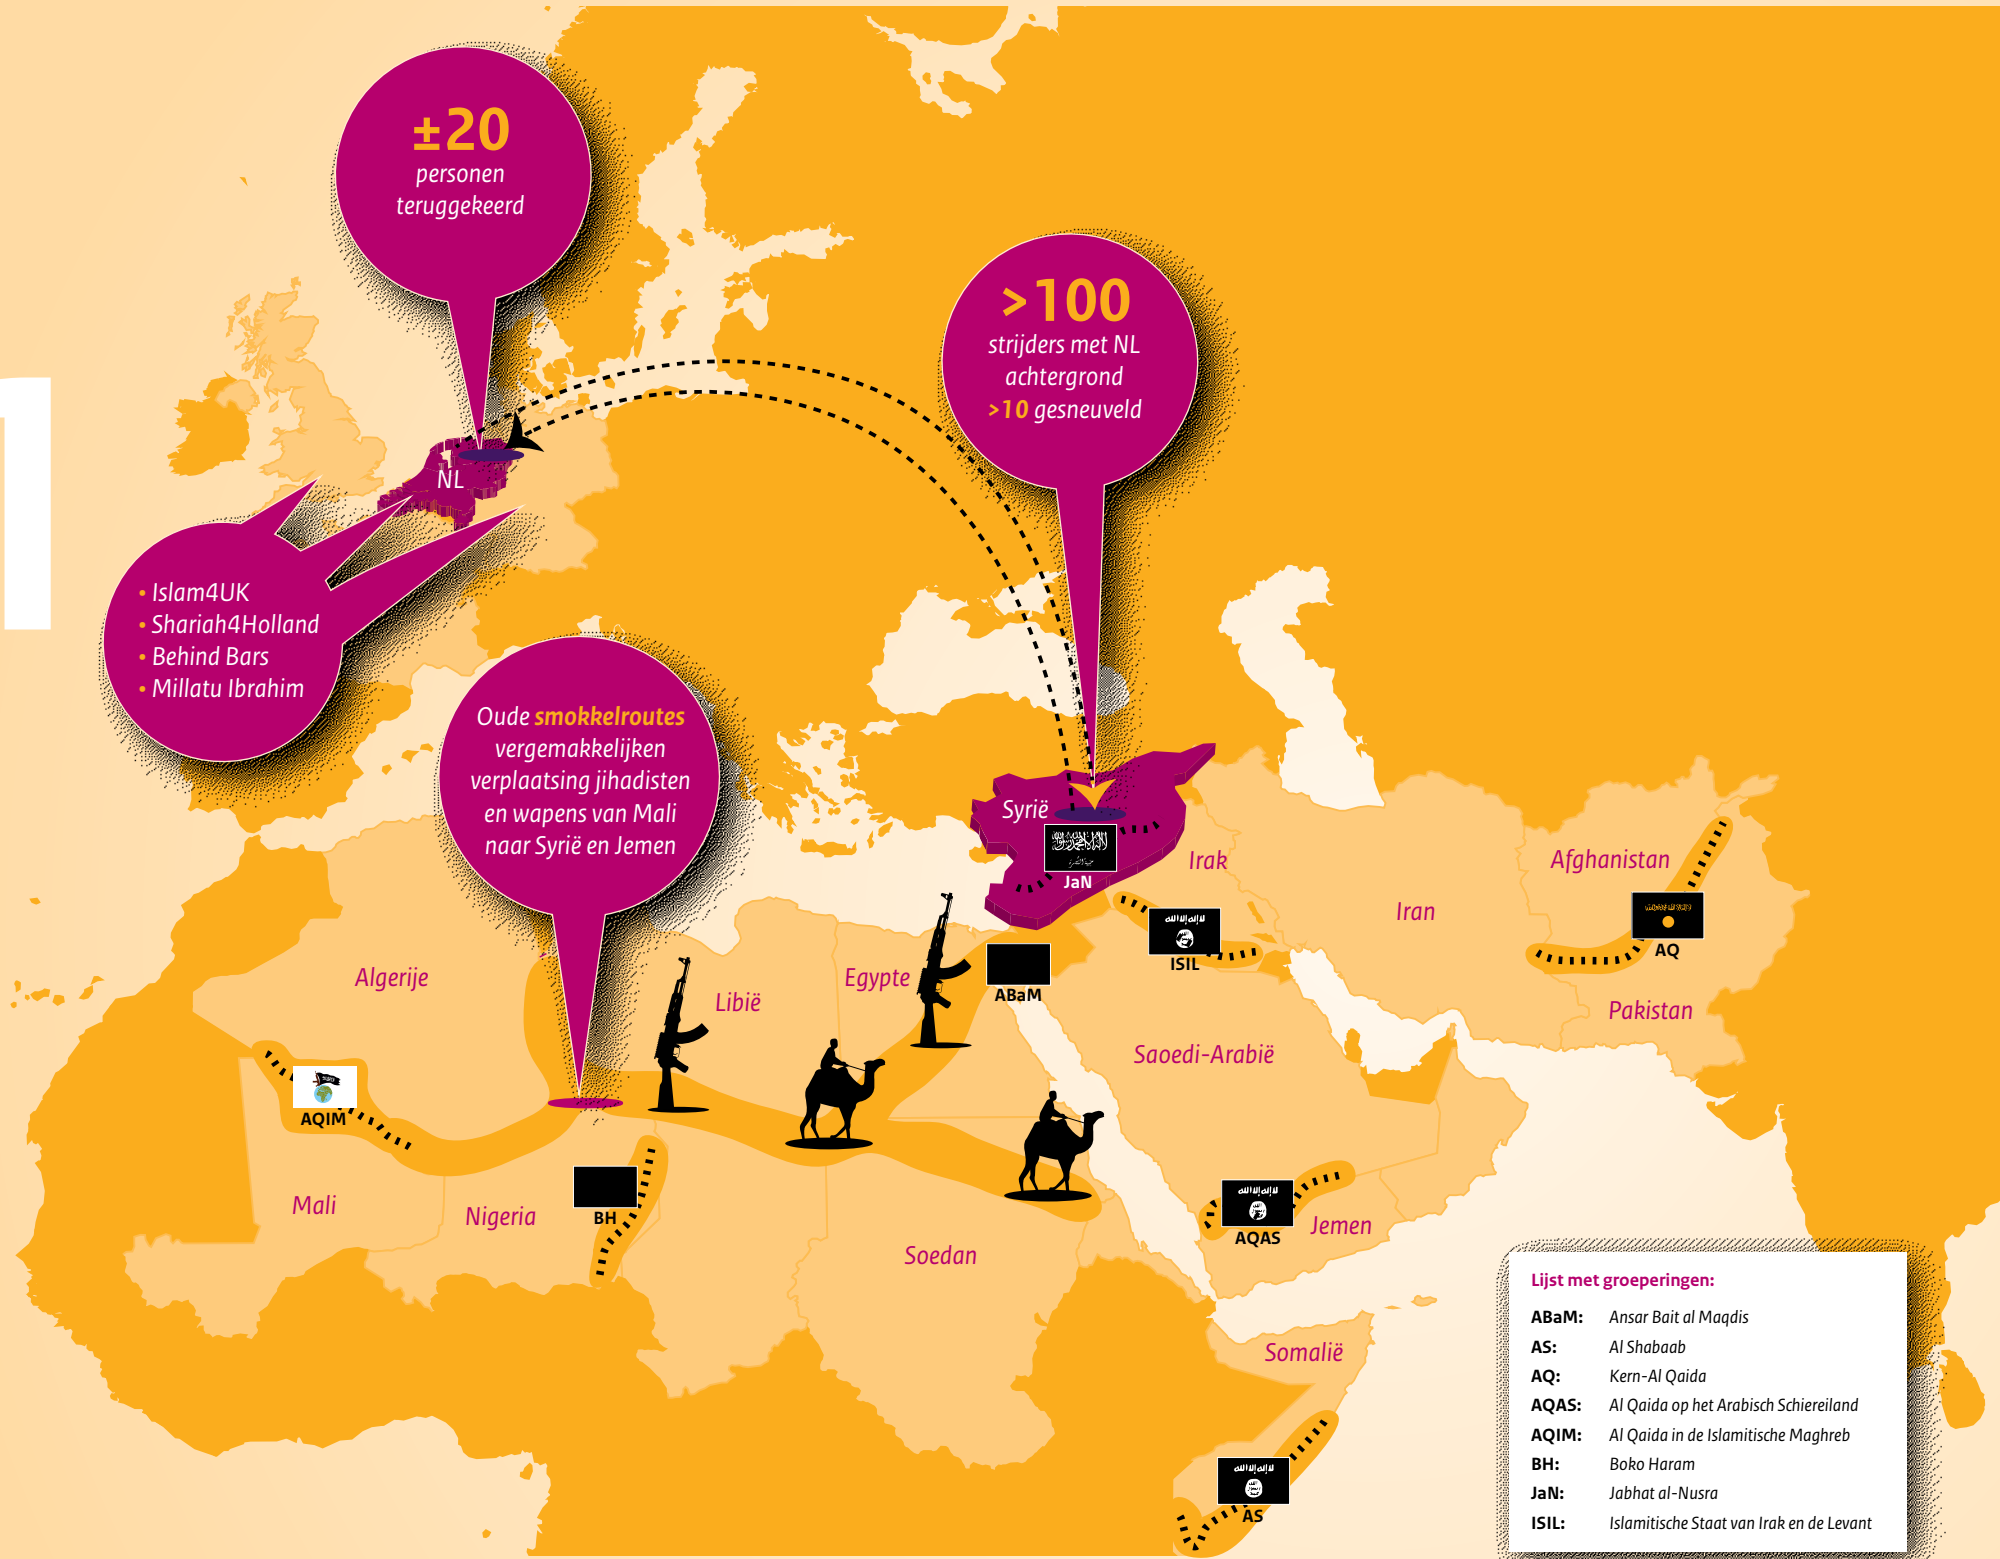 1
±20
personen
teruggekeerd
>100
strijders met NL
achtergrond
>10 gesneuveld
NL
• Islam4UK
• Shariah4Holland
• Behind Bars
• Millatu Ibrahim
Oude smokkelroutes
vergemakkelijken
verplaatsing jihadisten
en wapens van Mali
naar Syrië en Jemen
Syrië
JaN
Irak
ISIL
Iran
Afghanistan
AQ
Pakistan
Algerije
Libië
Egypte
ABaM
Saoedi-Arabië
AQIM
Mali
Nigeria
BH
Soedan
AQAS
Jemen
Somalië
AS
Lijst met groeperingen:
ABaM: Ansar Bait al Maqdis
AS: Al Shabaab
AQ: Kern-Al Qaida
AQAS: Al Qaida op het Arabisch Schiereiland
AQIM: Al Qaida in de Islamitische Maghreb
BH: Boko Haram
JaN: Jabhat al-Nusra
ISIL: Islamitische Staat van Irak en de Levant